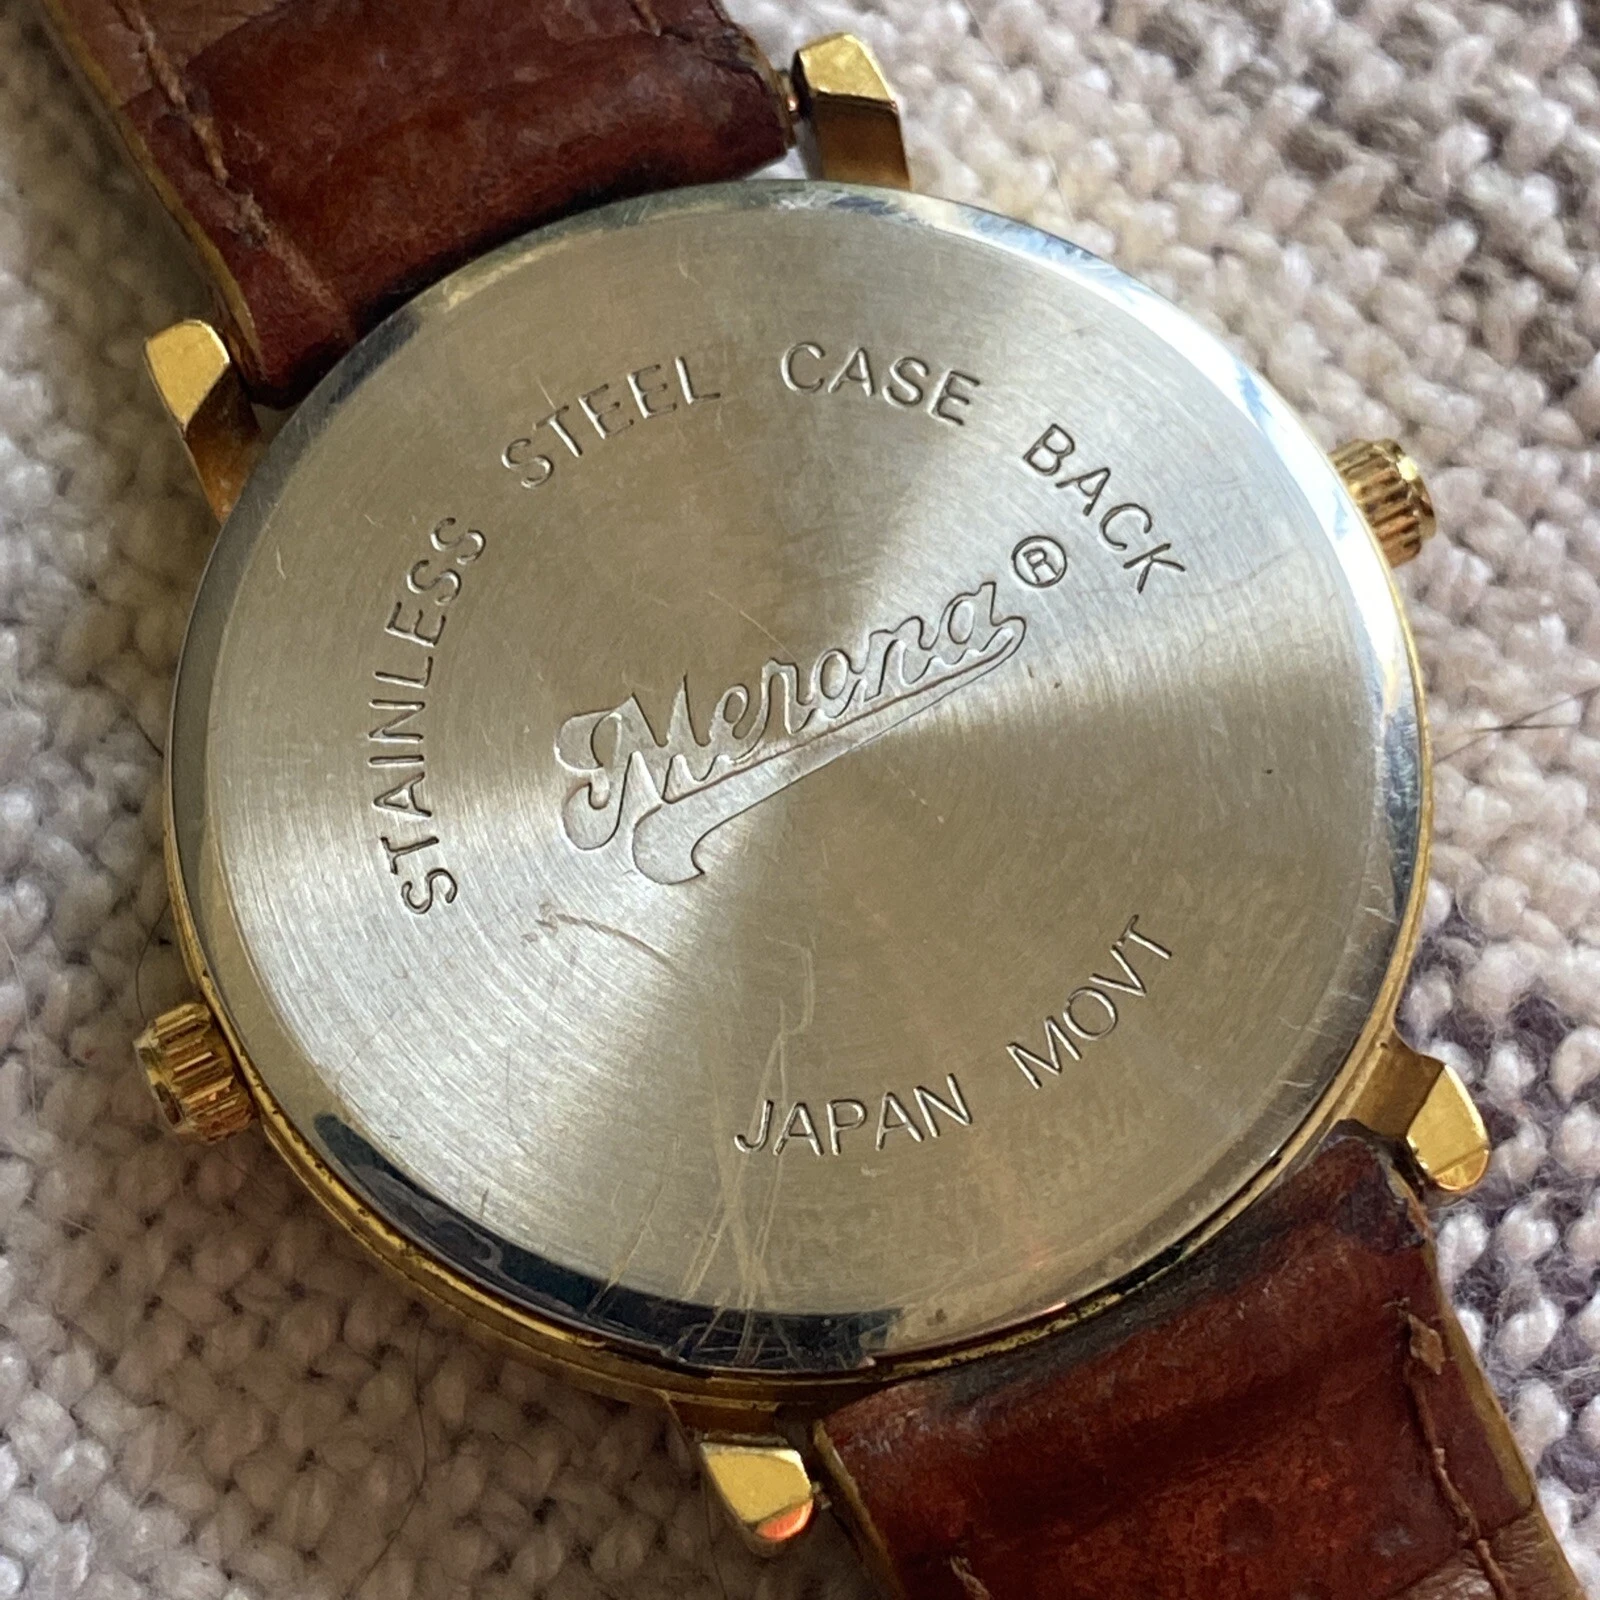 STAINLESS STEEL CASE BACK
Merona®
JAPAN MOVT